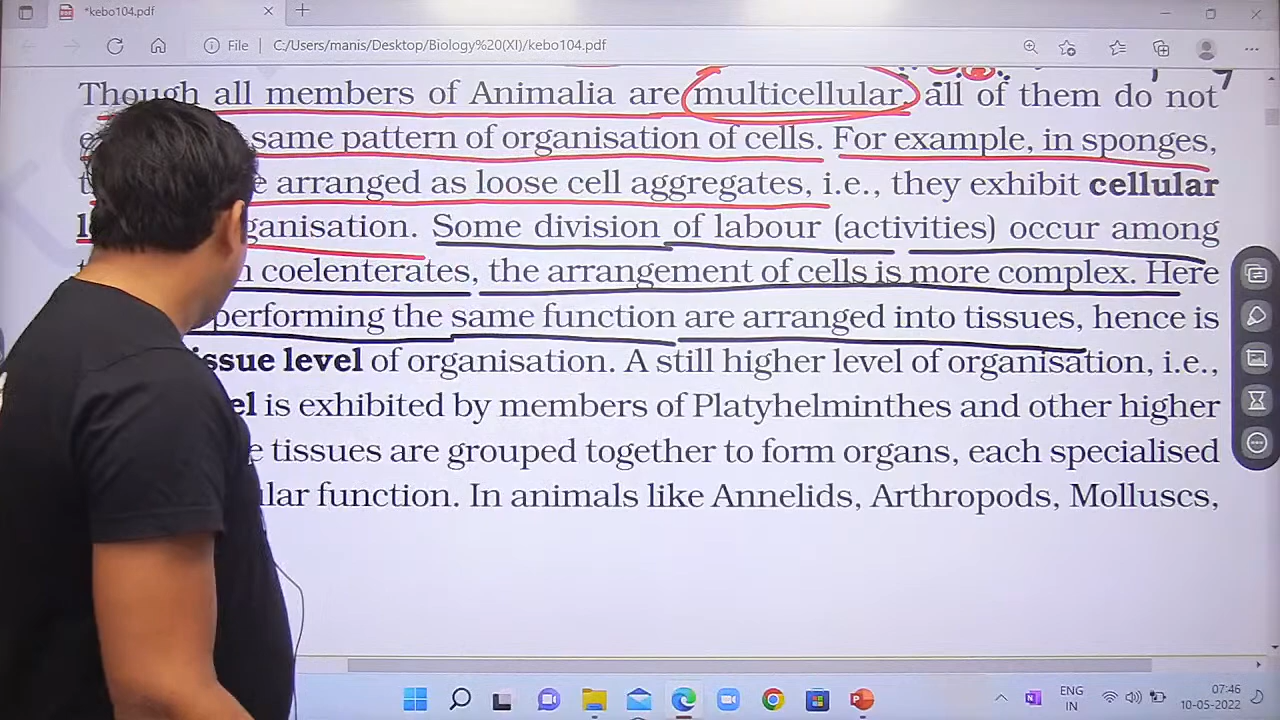 *kebo104.pdf
File C:/Users/manis/Desktop/Biology%20(XI)/kebo104.pdf
Though all members of Animalia are multicellular, all of them do not
same pattern of organisation of cells. For example, in sponges,
arranged as loose cell aggregates, i.e., they exhibit cellular
Some division of labour (activities) occur among
coelenterates, the arrangement of cells is more complex. Here
performing the same function are arranged into tissues, hence is
level of organisation. A still higher level of organisation, i.e.,
is exhibited by members of Platyhelminthes and other higher
tissues are grouped together to form organs, each specialised
function. In animals like Annelids, Arthropods, Molluscs,
ENG
IN
07:46
10-05-2022